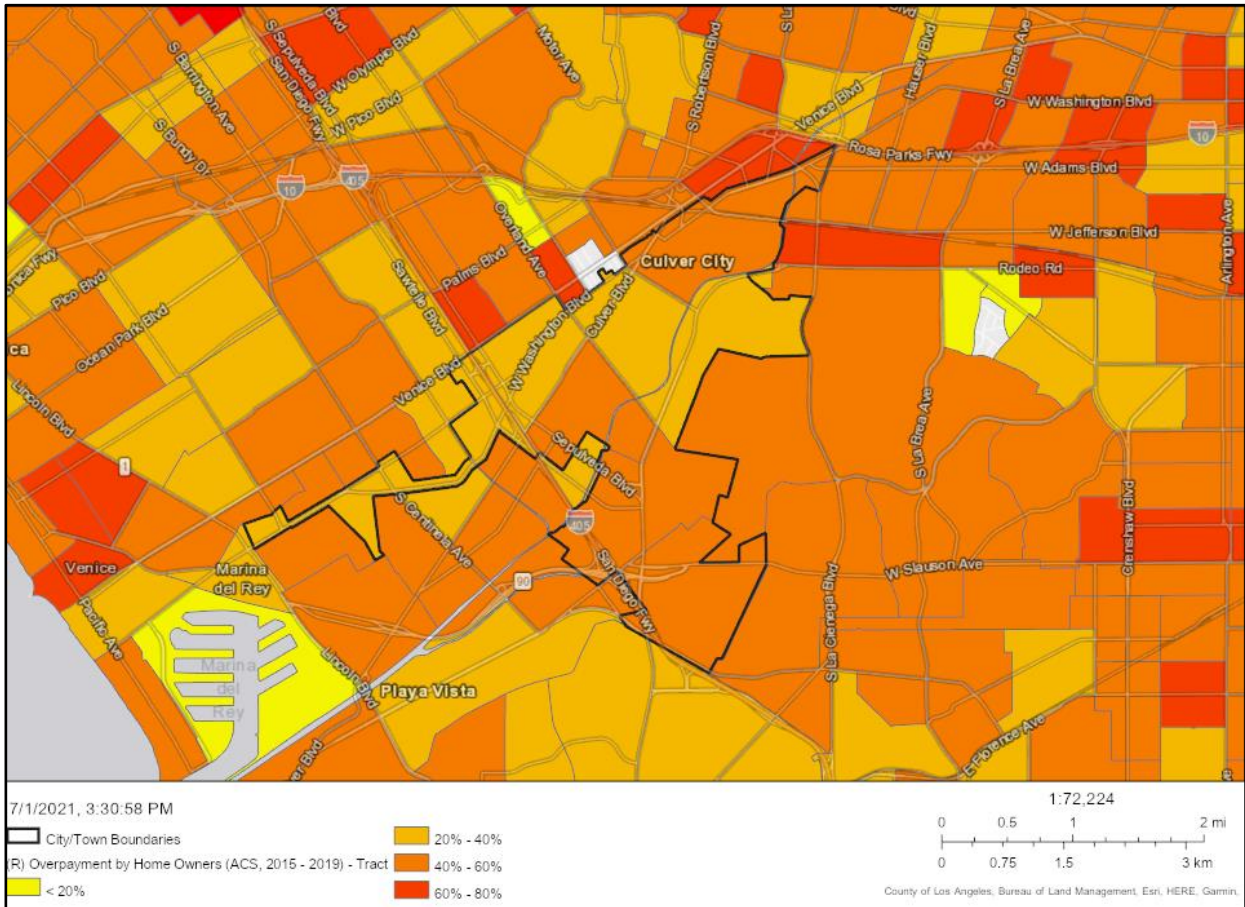 S Sepulveda Blvd
San Diego Fwy
Blvd
W Olympic Blvd
Motor Ave
S Robertson Blvd
S La
Hauser Blvd
S La Brea Ave
S Barrington Ave
W Pico Blvd
Venice Blvd
W Washington Blvd
S Bundy Dr
10
405
Rosa Parks Fwy
10
W Adams Blvd
Overland Ave
W Jefferson Blvd
Arlington Ave
onica Fwy
Pico Blvd
Sawtelle Blvd
Palms Blvd
Culver City
Rodeo Rd
Ocean Park Blvd
W Washington Blvd
Culver Blvd
ca
Venice Blvd
Lincoln Blvd
S La Brea Ave
1
Sepulveda Blvd
S Centinela Ave
405
Crenshaw Blvd
Venice
Marina
del Rey
90
San Diego Fwy
W Slauson Ave
Pacific Ave
Lincoln Blvd
S La Cienega Blvd
Marina
del
Rey
Playa Vista
ver Blvd
E Florence Ave
7/1/2021, 3:30:58 PM
City/Town Boundaries
(R) Overpayment by Home Owners (ACS, 2015 - 2019) - Tract
< 20%
20% - 40%
40% - 60%
60% - 80%
1:72,224
0 0.5 1 2 mi
0 0.75 1.5 3 km
County of Los Angeles, Bureau of Land Management, Esri, HERE, Garmin,